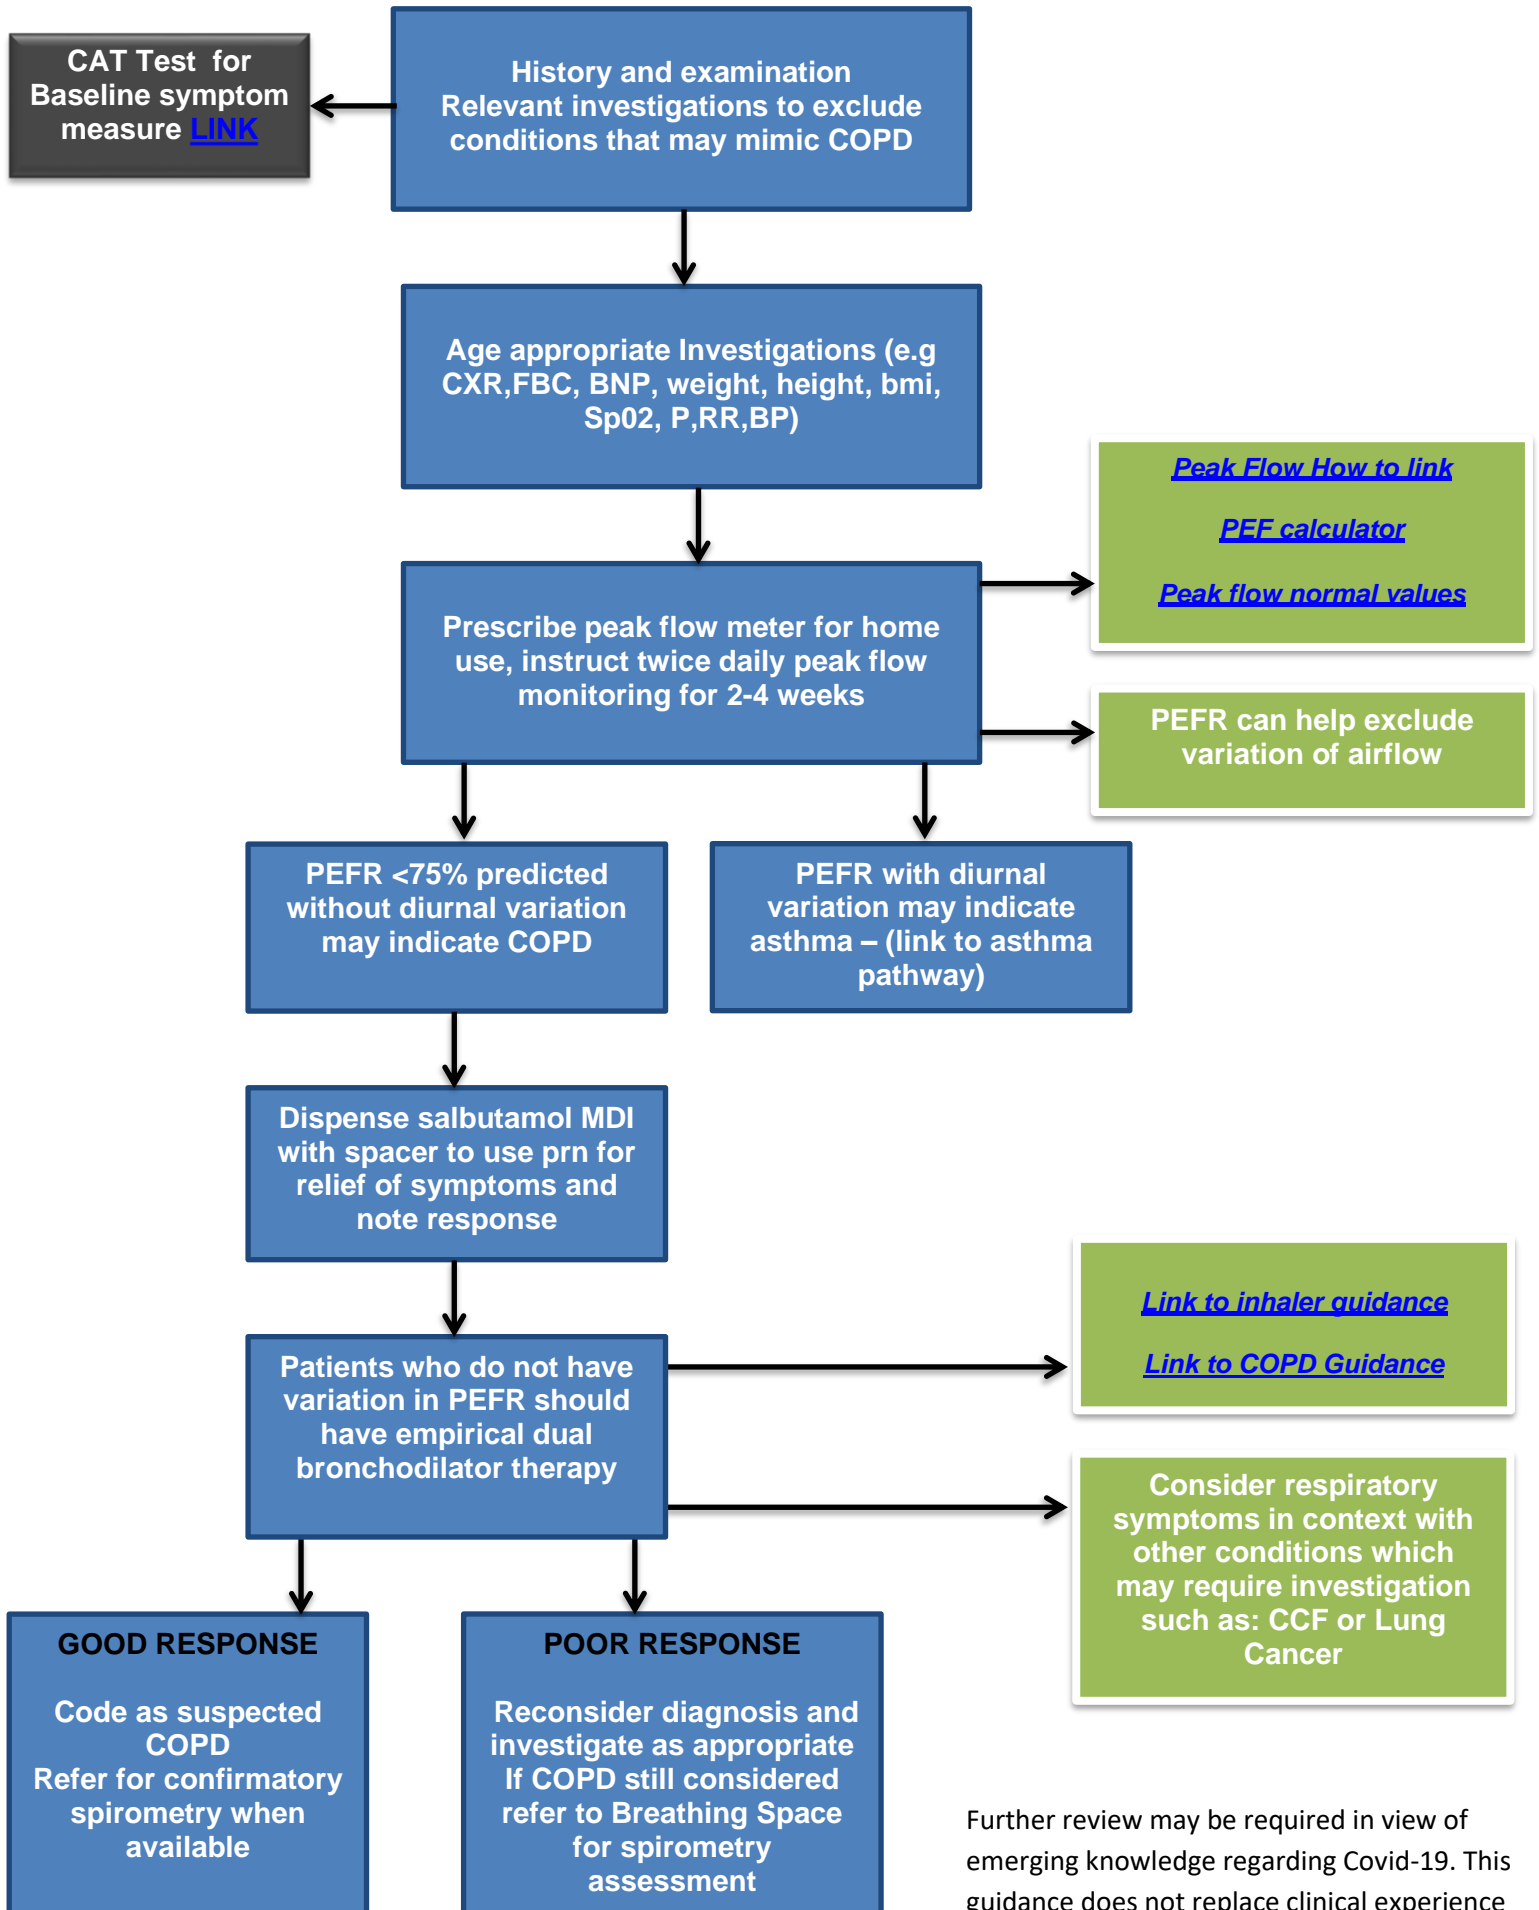 CAT Test for
Baseline symptom
measure LINK
History and examination
Relevant investigations to exclude
conditions that may mimic COPD
Age appropriate Investigations (e.g
CXR,FBC, BNP, weight, height, bmi,
Sp02, P,RR,BP)
Peak Flow How to link
PEF calculator
Peak flow normal values
Prescribe peak flow meter for home
use, instruct twice daily peak flow
monitoring for 2-4 weeks
PEFR can help exclude
variation of airflow
PEFR <75% predicted
without diurnal variation
may indicate COPD
PEFR with diurnal
variation may indicate
asthma – (link to asthma
pathway)
Dispense salbutamol MDI
with spacer to use prn for
relief of symptoms and
note response
Patients who do not have
variation in PEFR should
have empirical dual
bronchodilator therapy
Link to inhaler guidance
Link to COPD Guidance
Consider respiratory
symptoms in context with
other conditions which
may require investigation
such as: CCF or Lung
Cancer
GOOD RESPONSE
Code as suspected
COPD
Refer for confirmatory
spirometry when
available
POOR RESPONSE
Reconsider diagnosis and
investigate as appropriate
If COPD still considered
refer to Breathing Space
for spirometry
assessment
Further review may be required in view of
emerging knowledge regarding Covid-19. This
guidance does not replace clinical experience